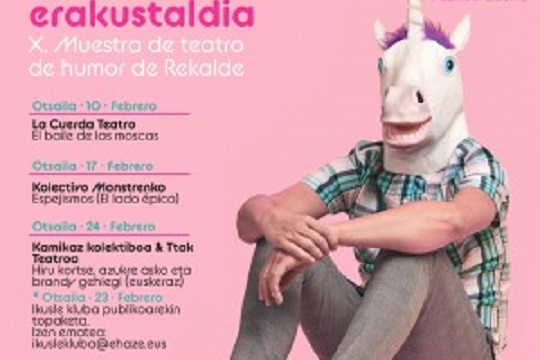 erakustaldia
X. Muestra de teatro
de humor de Rekalde
Otsaila · 10 · Febrero
La Cuerda Teatro
El baile de las moscas
Otsaila · 17 · Febrero
Kolectivo Monstrenko
Espejismos (El lado épico)
Otsaila · 24 · Febrero
Kamikaz kolektiboa & Ttak
Teatroa
Hiru kortse, azukre asko eta
brandy gehiegi (euskeraz)
* Otsaila · 23 · Febrero
Ikusle kluba publikoarekin
topaketa.
Izen ematea:
ikuslekluba@ehaze.eus